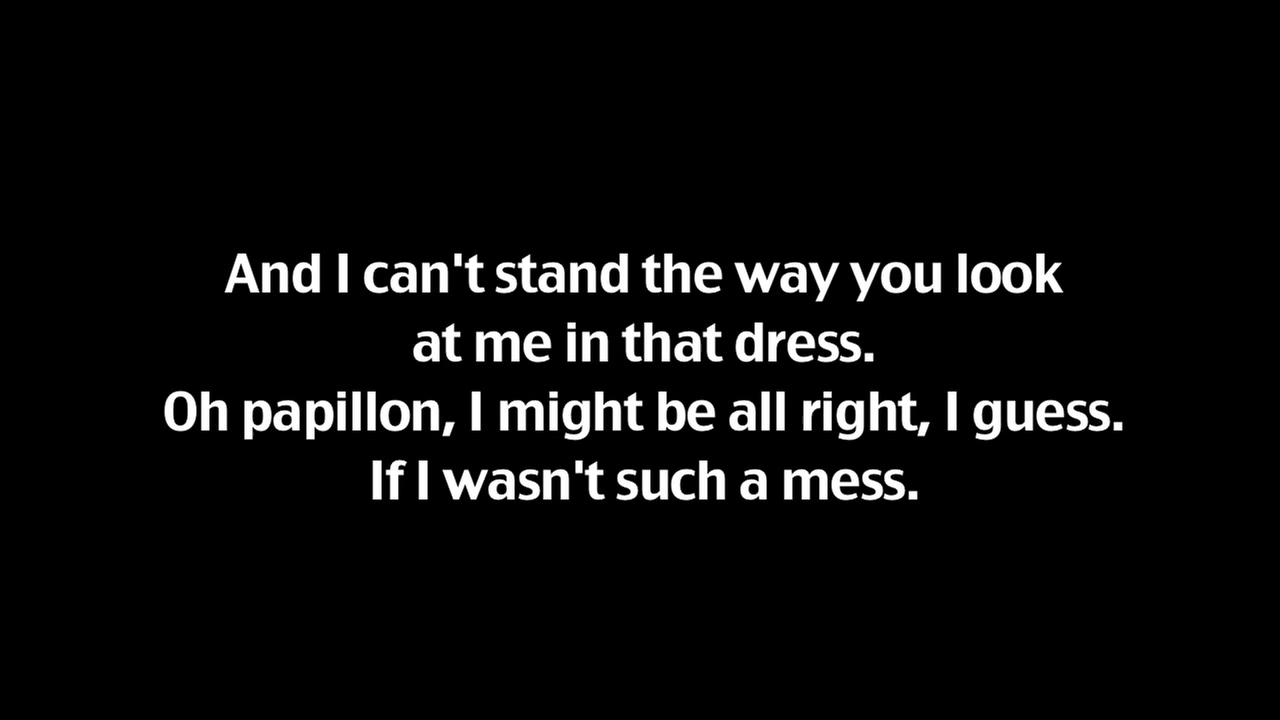 And I can't stand the way you look
at me in that dress.
Oh papillon, I might be all right, I guess.
If I wasn't such a mess.